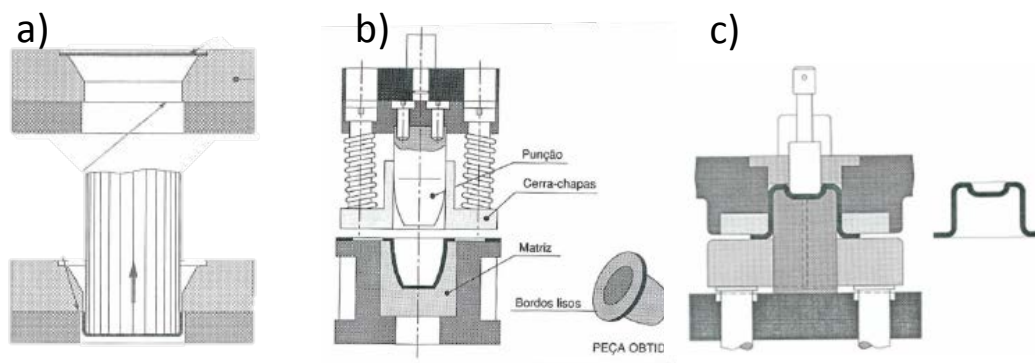 a)
b)
c)
Punção
Cerra-chapas
Matriz
Bordos lisos
PEÇA OBTID